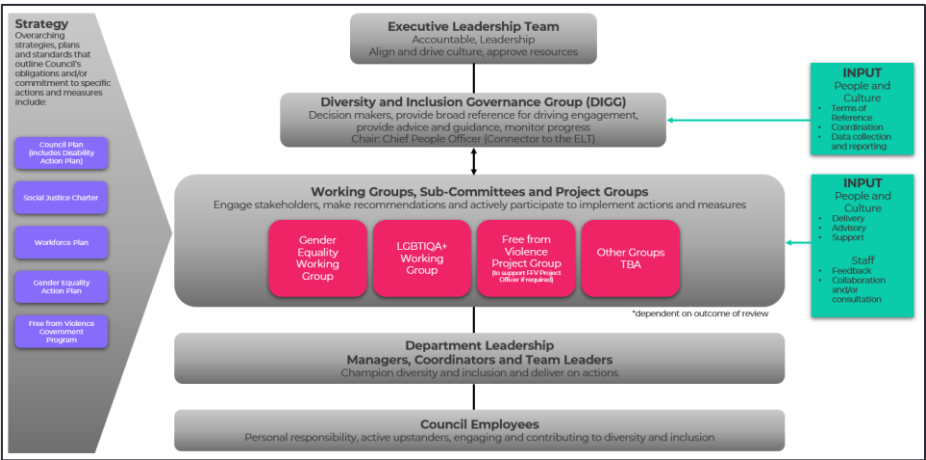 Strategy
Overarching
strategies, plans
and standards that
outline Council's
obligations and/or
commitment to specific
actions and measures
include:
Council Plan
(includes Disability
Action Plan)
Social Justice Charter
Workforce Plan
Gender Equality
Action Plan
Free from Violence
Government
Program
Executive Leadership Team
Accountable, Leadership
Align and drive culture, approve resources
Diversity and Inclusion Governance Group (DIGG)
Decision makers, provide broad reference for driving engagement,
provide advice and guidance, monitor progress
Chair: Chief People Officer (Connector to the ELT)
Working Groups, Sub-Committees and Project Groups
Engage stakeholders, make recommendations and actively participate to implement actions and measures
Gender
Equality
Working
Group
LGBTIQA+
Working
Group
Free from
Violence
Project Group
(to support FFV Project
Officer if required)
Other Groups
TBA
*dependent on outcome of review
Department Leadership
Managers, Coordinators and Team Leaders
Champion diversity and inclusion and deliver on actions
Council Employees
Personal responsibility, active upstanders, engaging and contributing to diversity and inclusion
INPUT
People and
Culture
• Terms of
Reference
• Coordination
• Data collection
and reporting
INPUT
People and
Culture
• Delivery
• Advisory
• Support
Staff
• Feedback
• Collaboration
and/or
consultation